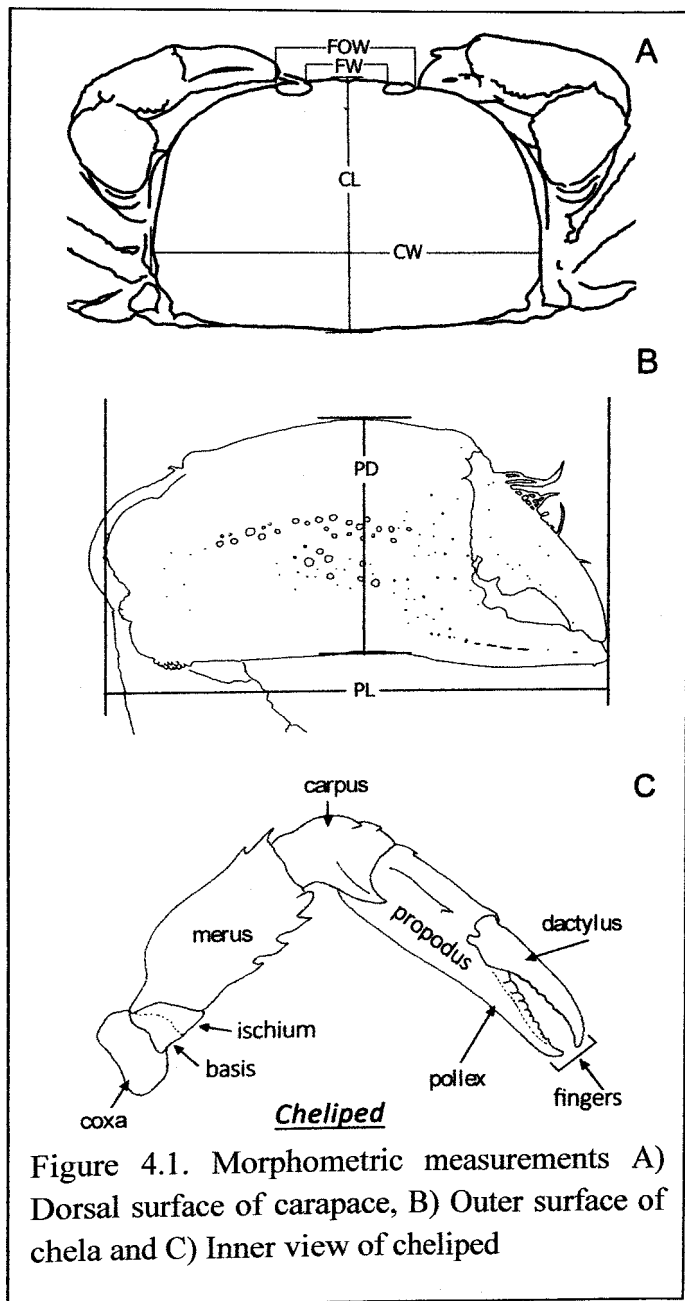 A
FOW
FW
CL
CW
B
PD
PL
C
carpus
merus
propodus
dactylus
ischium
basis
pollex
fingers
coxa
Cheliped
Figure 4.1. Morphometric measurements A)
Dorsal surface of carapace, B) Outer surface of
chela and C) Inner view of cheliped